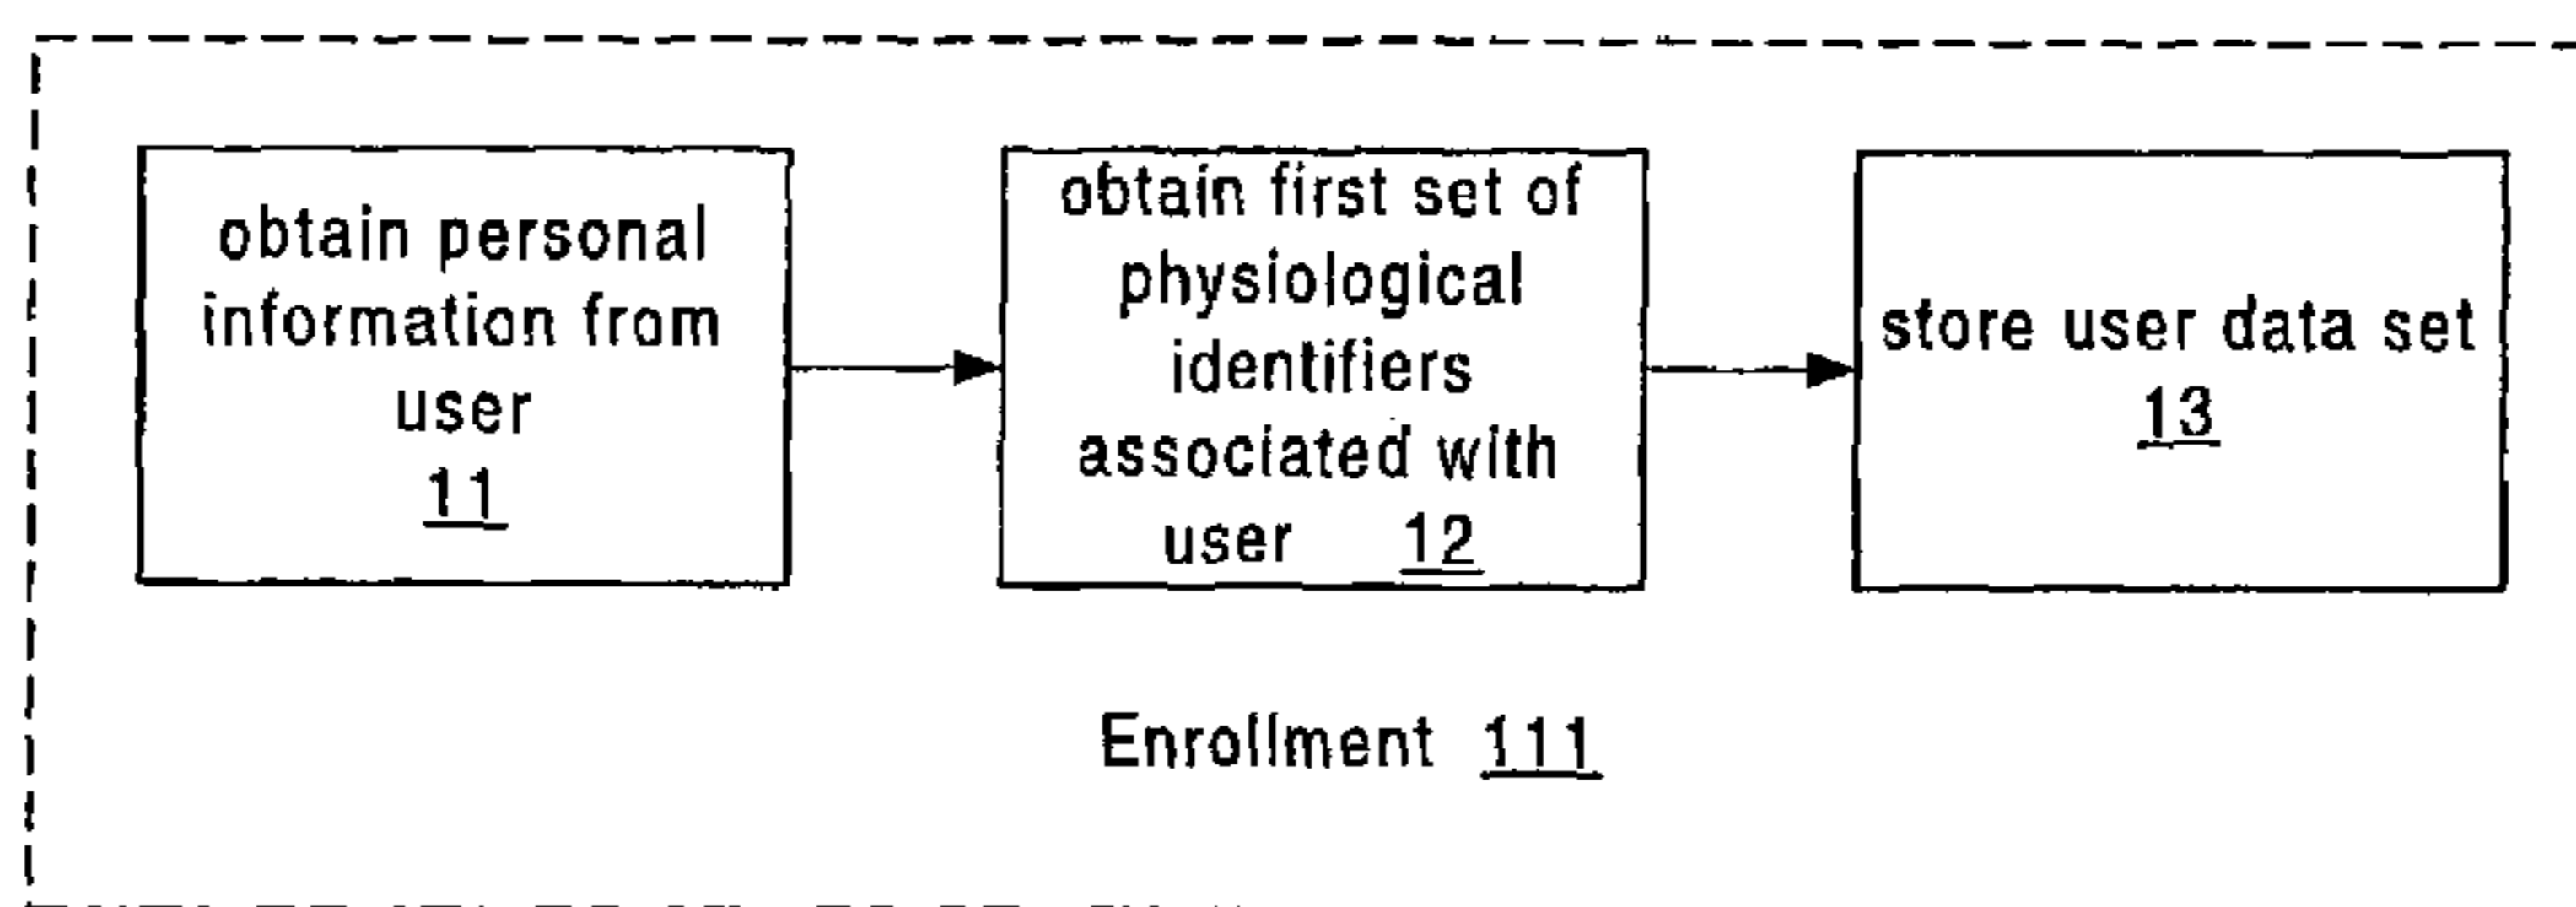 obtain personal
information from
user
11
obtain first set of
physiological
identifiers
associated with
user 12
store user data set
13
Enrollment 111